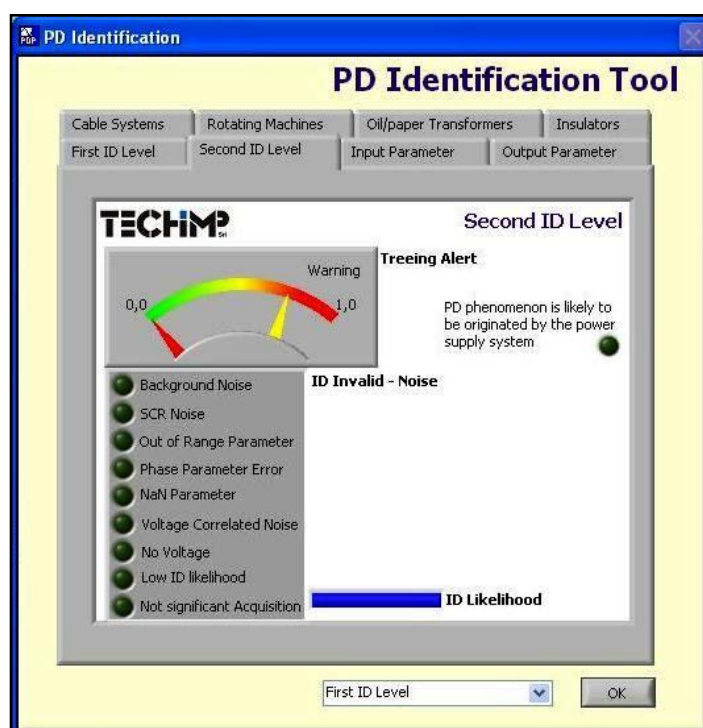 PD Identification
PD Identification Tool
Cable Systems
Rotating Machines
Oil/paper Transformers
Insulators
First ID Level
Second ID Level
Input Parameter
Output Parameter
TECHiMP
Second ID Level
Warning
0,0
1,0
Treeing Alert
PD phenomenon is likely to
be originated by the power
supply system
Background Noise
SCR Noise
Out of Range Parameter
Phase Parameter Error
NaN Parameter
Voltage Correlated Noise
No Voltage
Low ID likelihood
Not significant Acquisition
ID Invalid - Noise
ID Likelihood
First ID Level
OK